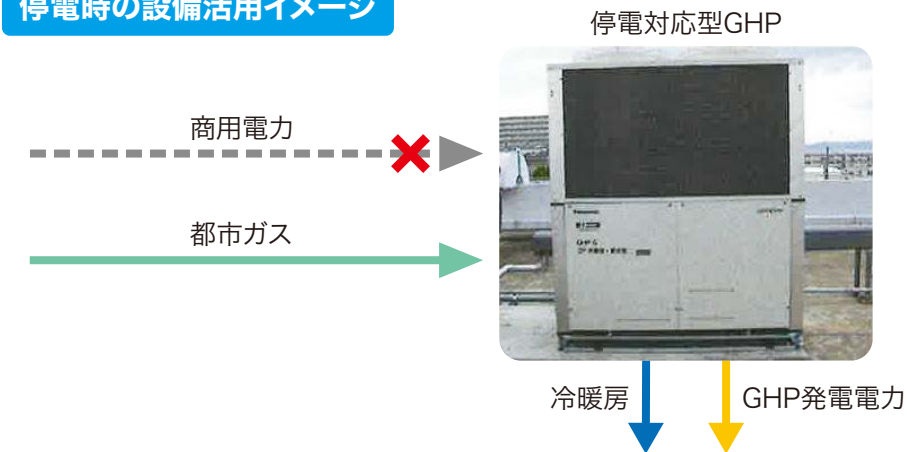 停電時の設備活用イメージ
停電対応型GHP
商用電力
都市ガス
Panasonic
冷暖房
GHP発電電力